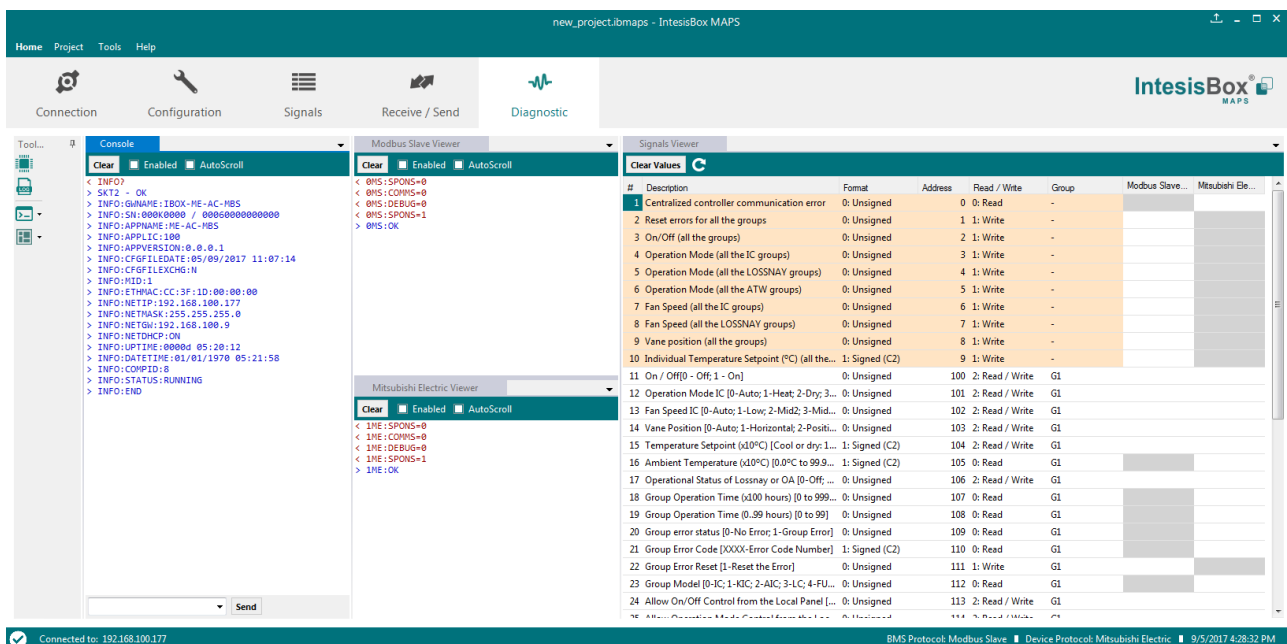 new_project.ibmaps - IntesisBox MAPS
Home Project Tools Help
Connection Configuration Signals Receive / Send Diagnostic
IntesisBox® MAPS
Tool...
Console
Clear Enabled AutoScroll
< INFO?
> SKT2 - OK
> INFO:GWNAME:IBOX-ME-AC-MBS
> INFO:SN:000K0000 / 00060000000000
> INFO:APPNAME:ME-AC-MBS
> INFO:APPLIC:100
> INFO:APPVERSION:0.0.0.1
> INFO:CFGFILEDATE:05/09/2017 11:07:14
> INFO:CFGFILEXCHG:N
> INFO:MID:1
> INFO:ETHMAC:CC:3F:1D:00:00:00
> INFO:NETIP:192.168.100.177
> INFO:NETMASK:255.255.255.0
> INFO:NETGW:192.168.100.9
> INFO:NETDHCP:ON
> INFO:UPTIME:0000d 05:20:12
> INFO:DATETIME:01/01/1970 05:21:58
> INFO:COMPID:8
> INFO:STATUS:RUNNING
> INFO:END
Send
Modbus Slave Viewer
Clear Enabled AutoScroll
< 0MS:SPONS=0
< 0MS:COMMS=0
< 0MS:DEBUG=0
< 0MS:SPONS=1
> 0MS:OK
Mitsubishi Electric Viewer
Clear Enabled AutoScroll
< 1ME:SPONS=0
< 1ME:COMMS=0
< 1ME:DEBUG=0
< 1ME:SPONS=1
> 1ME:OK
Signals Viewer
Clear Values
# Description Format Address Read / Write Group Modbus Slave... Mitsubishi Ele...
1 Centralized controller communication error 0: Unsigned 0 0: Read -
2 Reset errors for all the groups 0: Unsigned 1 1: Write -
3 On/Off (all the groups) 0: Unsigned 2 1: Write -
4 Operation Mode (all the IC groups) 0: Unsigned 3 1: Write -
5 Operation Mode (all the LOSSNAY groups) 0: Unsigned 4 1: Write -
6 Operation Mode (all the ATW groups) 0: Unsigned 5 1: Write -
7 Fan Speed (all the IC groups) 0: Unsigned 6 1: Write -
8 Fan Speed (all the LOSSNAY groups) 0: Unsigned 7 1: Write -
9 Vane position (all the groups) 0: Unsigned 8 1: Write -
10 Individual Temperature Setpoint (ºC) (all the... 1: Signed (C2) 9 1: Write -
11 On / Off[0 - Off; 1 - On] 0: Unsigned 100 2: Read / Write G1
12 Operation Mode IC [0-Auto; 1-Heat; 2-Dry; 3... 0: Unsigned 101 2: Read / Write G1
13 Fan Speed IC [0-Auto; 1-Low; 2-Mid2; 3-Mid... 0: Unsigned 102 2: Read / Write G1
14 Vane Position [0-Auto; 1-Horizontal; 2-Positi... 0: Unsigned 103 2: Read / Write G1
15 Temperature Setpoint (x10ºC) [Cool or dry: 1... 1: Signed (C2) 104 2: Read / Write G1
16 Ambient Temperature (x10ºC) [0.0ºC to 99.9... 1: Signed (C2) 105 0: Read G1
17 Operational Status of Lossnay or OA [0-Off; ... 0: Unsigned 106 2: Read / Write G1
18 Group Operation Time (x100 hours) [0 to 999... 0: Unsigned 107 0: Read G1
19 Group Operation Time (0..99 hours) [0 to 99] 0: Unsigned 108 0: Read G1
20 Group error status [0-No Error; 1-Group Error] 0: Unsigned 109 0: Read G1
21 Group Error Code [XXXX-Error Code Number] 1: Signed (C2) 110 0: Read G1
22 Group Error Reset [1-Reset the Error] 0: Unsigned 111 1: Write G1
23 Group Model [0-IC; 1-KIC; 2-AIC; 3-LC; 4-FU... 0: Unsigned 112 0: Read G1
24 Allow On/Off Control from the Local Panel [... 0: Unsigned 113 2: Read / Write G1
Connected to: 192.168.100.177
BMS Protocol: Modbus Slave Device Protocol: Mitsubishi Electric 9/5/2017 4:28:32 PM